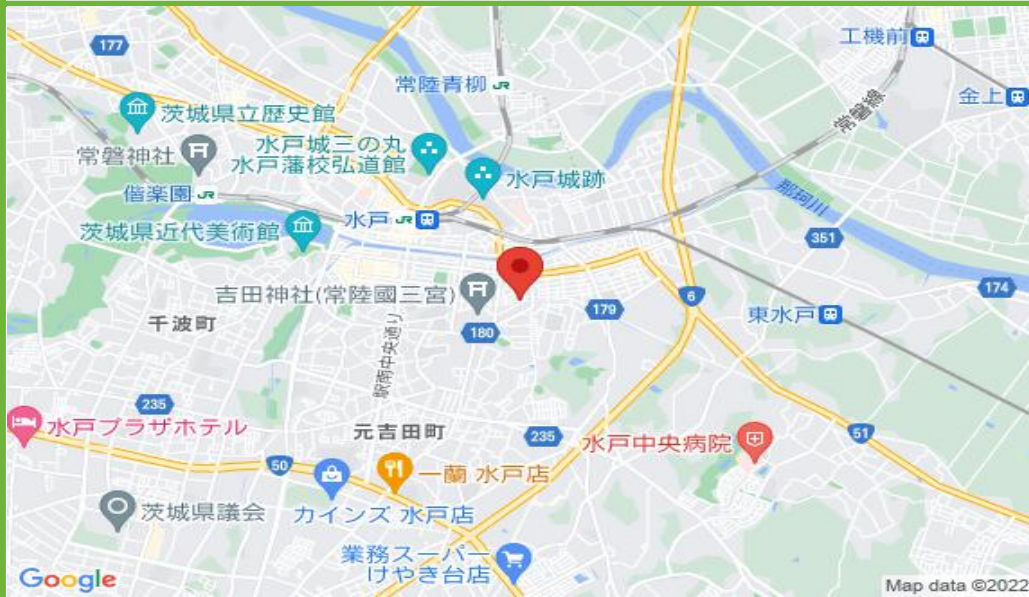 177
工機前
常陸青柳
金上
茨城県立歴史館
水戸城三の丸
水戸藩校弘道館
常磐神社
水戸城跡
偕楽園
JR
那珂川
水戸
JR
茨城県近代美術館
351
吉田神社(常陸國三宮)
174
6
179
千波町
180
東水戸
駅南中央通り
235
水戸プラザホテル
元吉田町
235
水戸中央病院
51
50
一蘭 水戸店
茨城県議会
カインズ 水戸店
業務スーパー
けやき台店
Google
Map data ©2022